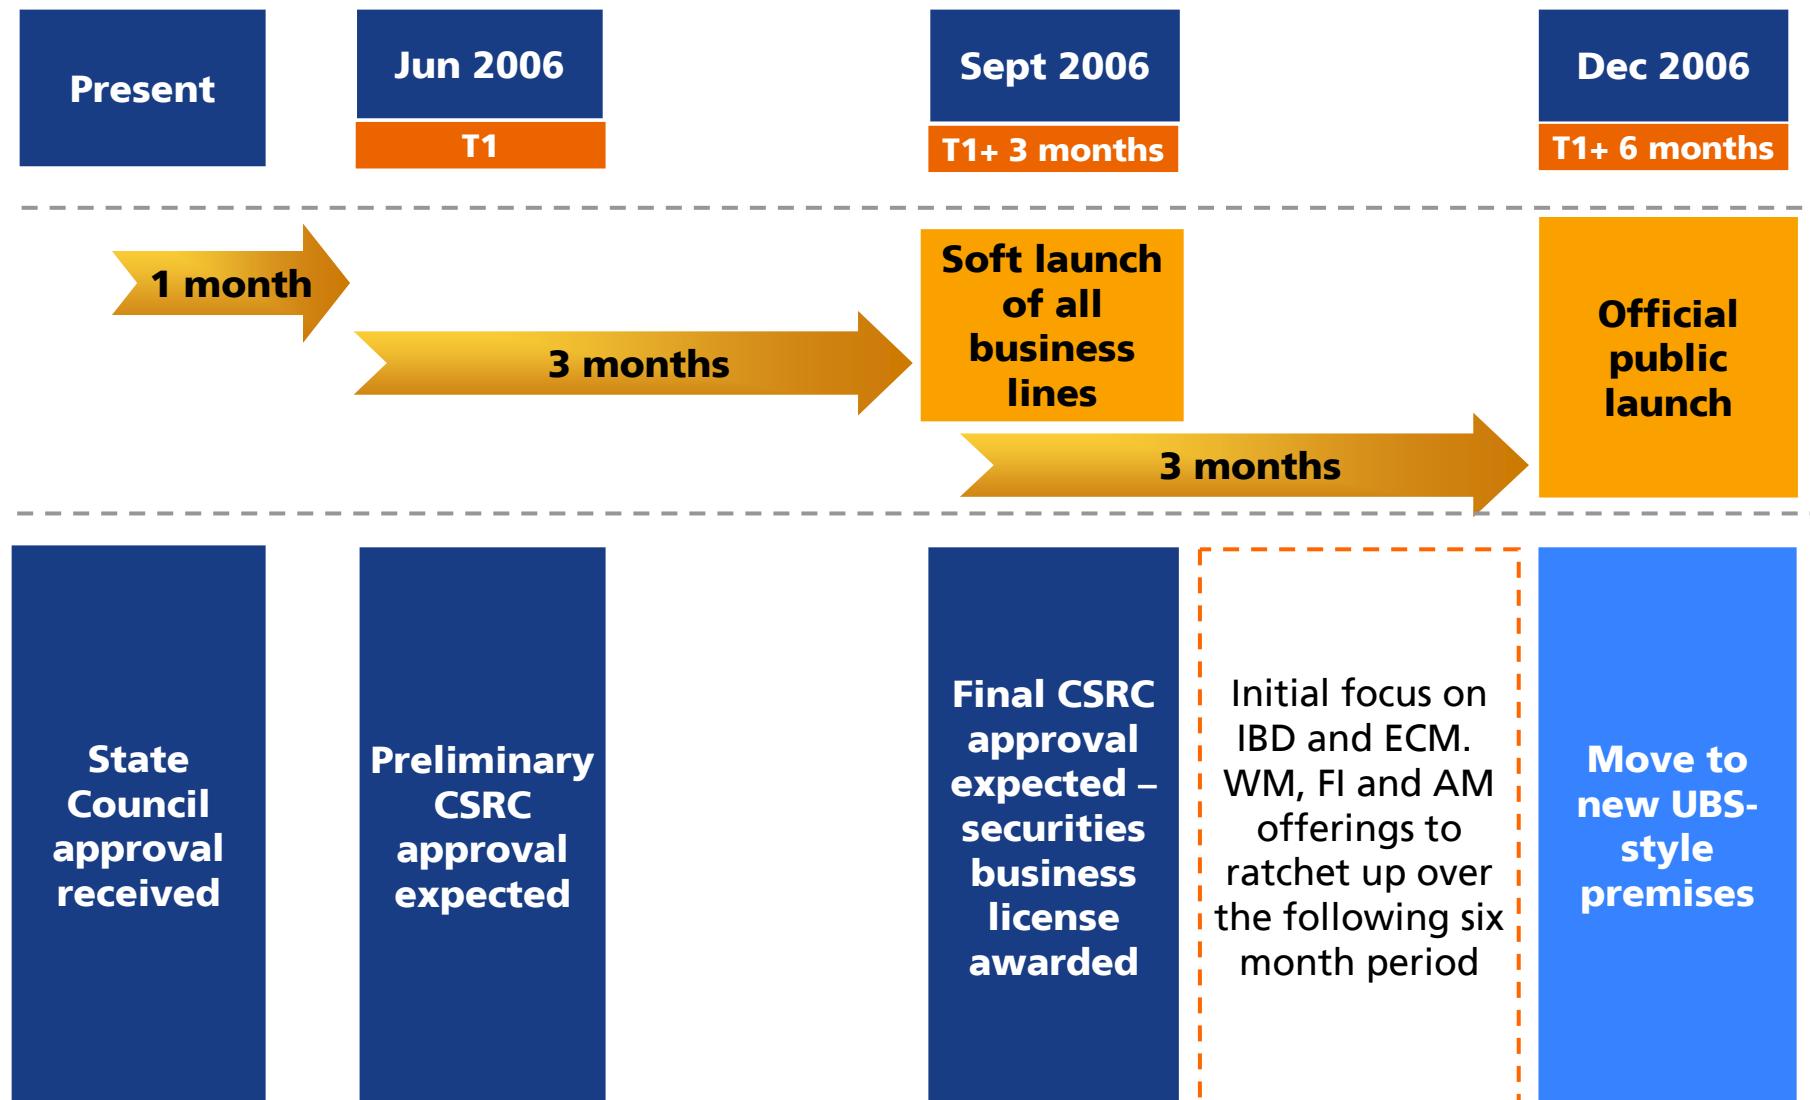 Present
Jun 2006
T1
Sept 2006
T1+ 3 months
Dec 2006
T1+ 6 months
1 month
3 months
Soft launch
of all
business
lines
3 months
Official
public
launch
State
Council
approval
received
Preliminary
CSRC
approval
expected
Final CSRC
approval
expected –
securities
business
license
awarded
Initial focus on
IBD and ECM.
WM, FI and AM
offerings to
ratchet up over
the following six
month period
Move to
new UBS-
style
premises